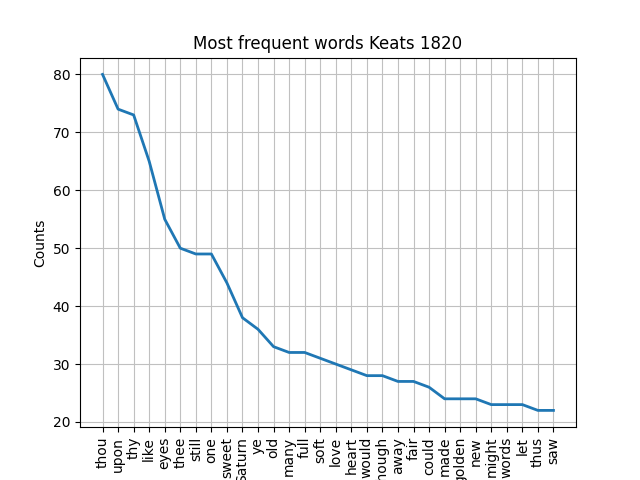 Most frequent words Keats 1820
80
70
60
50
40
30
20
Counts
thou
upon
thy
like
eyes
thee
still
one
sweet
Saturn
ye
old
many
full
soft
love
heart
would
away
fair
could
made
golden
new
might
words
let
thus
saw